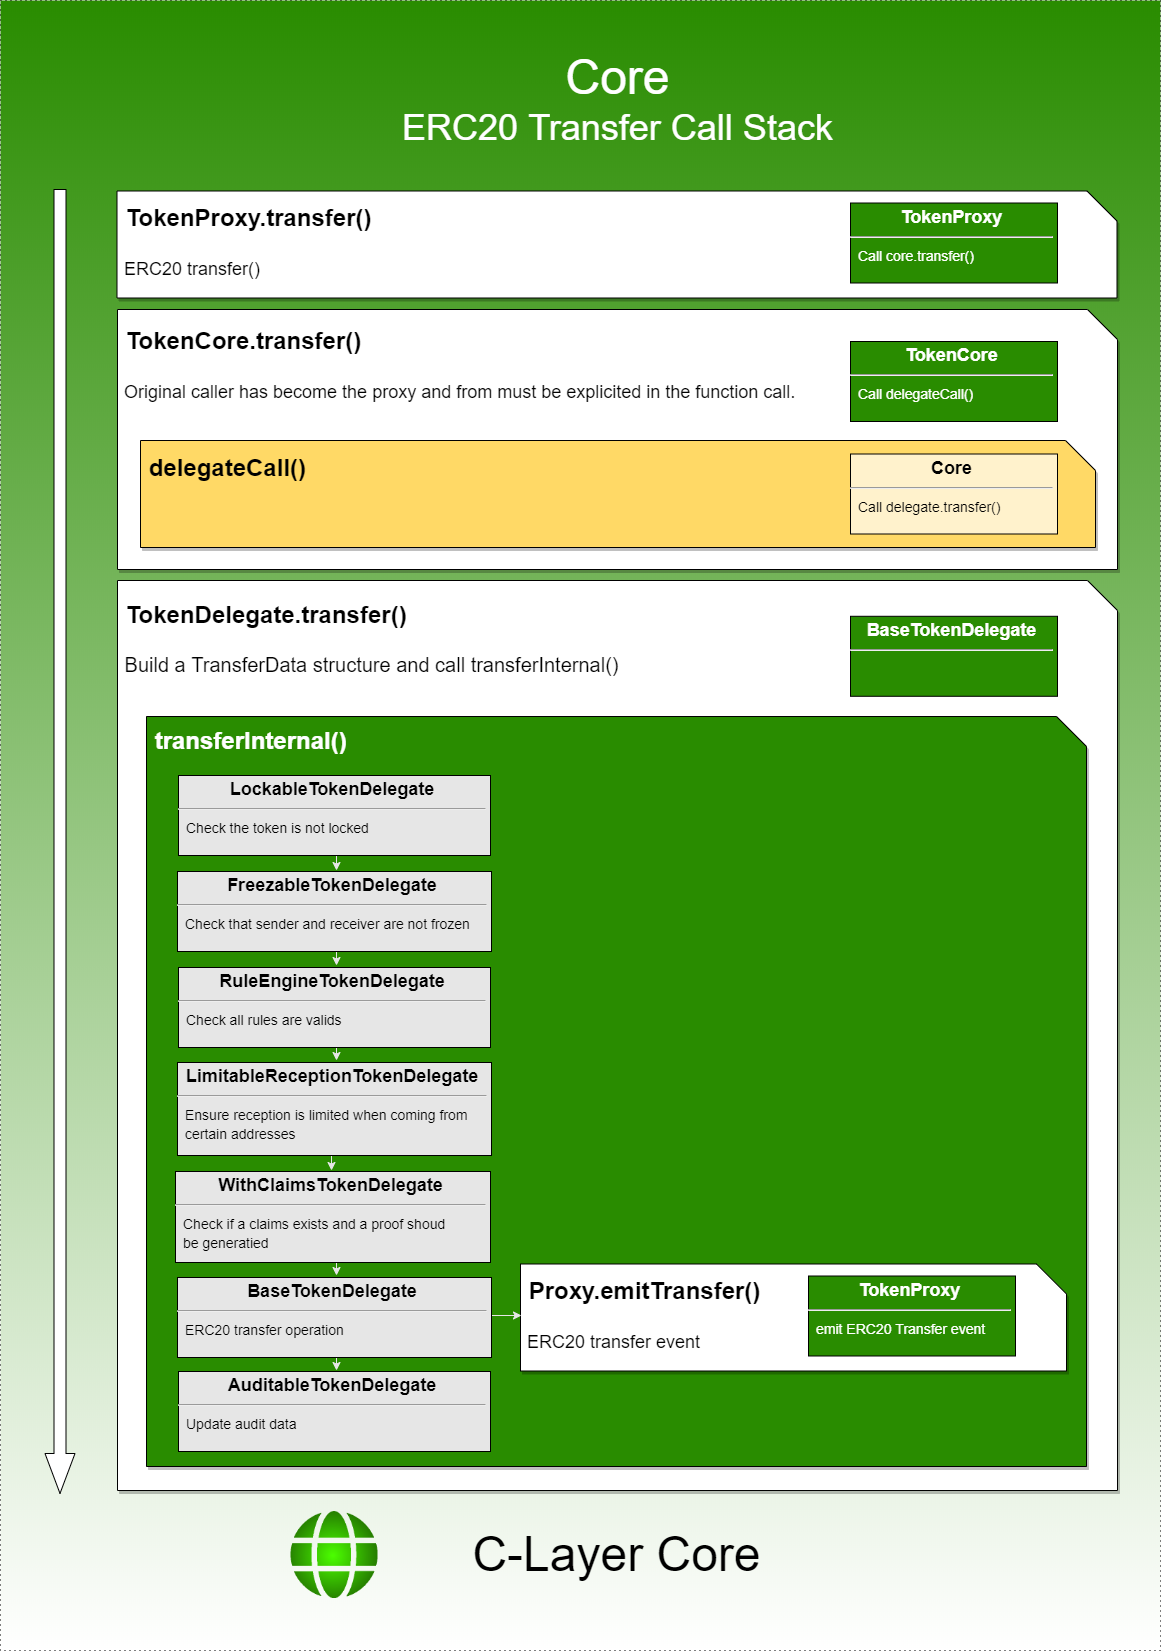 Core
ERC20 Transfer Call Stack
TokenProxy.transfer()
ERC20 transfer()
TokenProxy
Call core.transfer()
TokenCore.transfer()
Original caller has become the proxy and from must be explicited in the function call.
TokenCore
Call delegateCall()
delegateCall()
Core
Call delegate.transfer()
TokenDelegate.transfer()
Build a TransferData structure and call transferInternal()
BaseTokenDelegate
transferInternal()
LockableTokenDelegate
Check the token is not locked
FreezableTokenDelegate
Check that sender and receiver are not frozen
RuleEngineTokenDelegate
Check all rules are valids
LimitableReceptionTokenDelegate
Ensure reception is limited when coming from
certain addresses
WithClaimsTokenDelegate
Check if a claims exists and a proof shoud
be generatied
BaseTokenDelegate
ERC20 transfer operation
Proxy.emitTransfer()
ERC20 transfer event
TokenProxy
emit ERC20 Transfer event
AuditableTokenDelegate
Update audit data
C-Layer Core